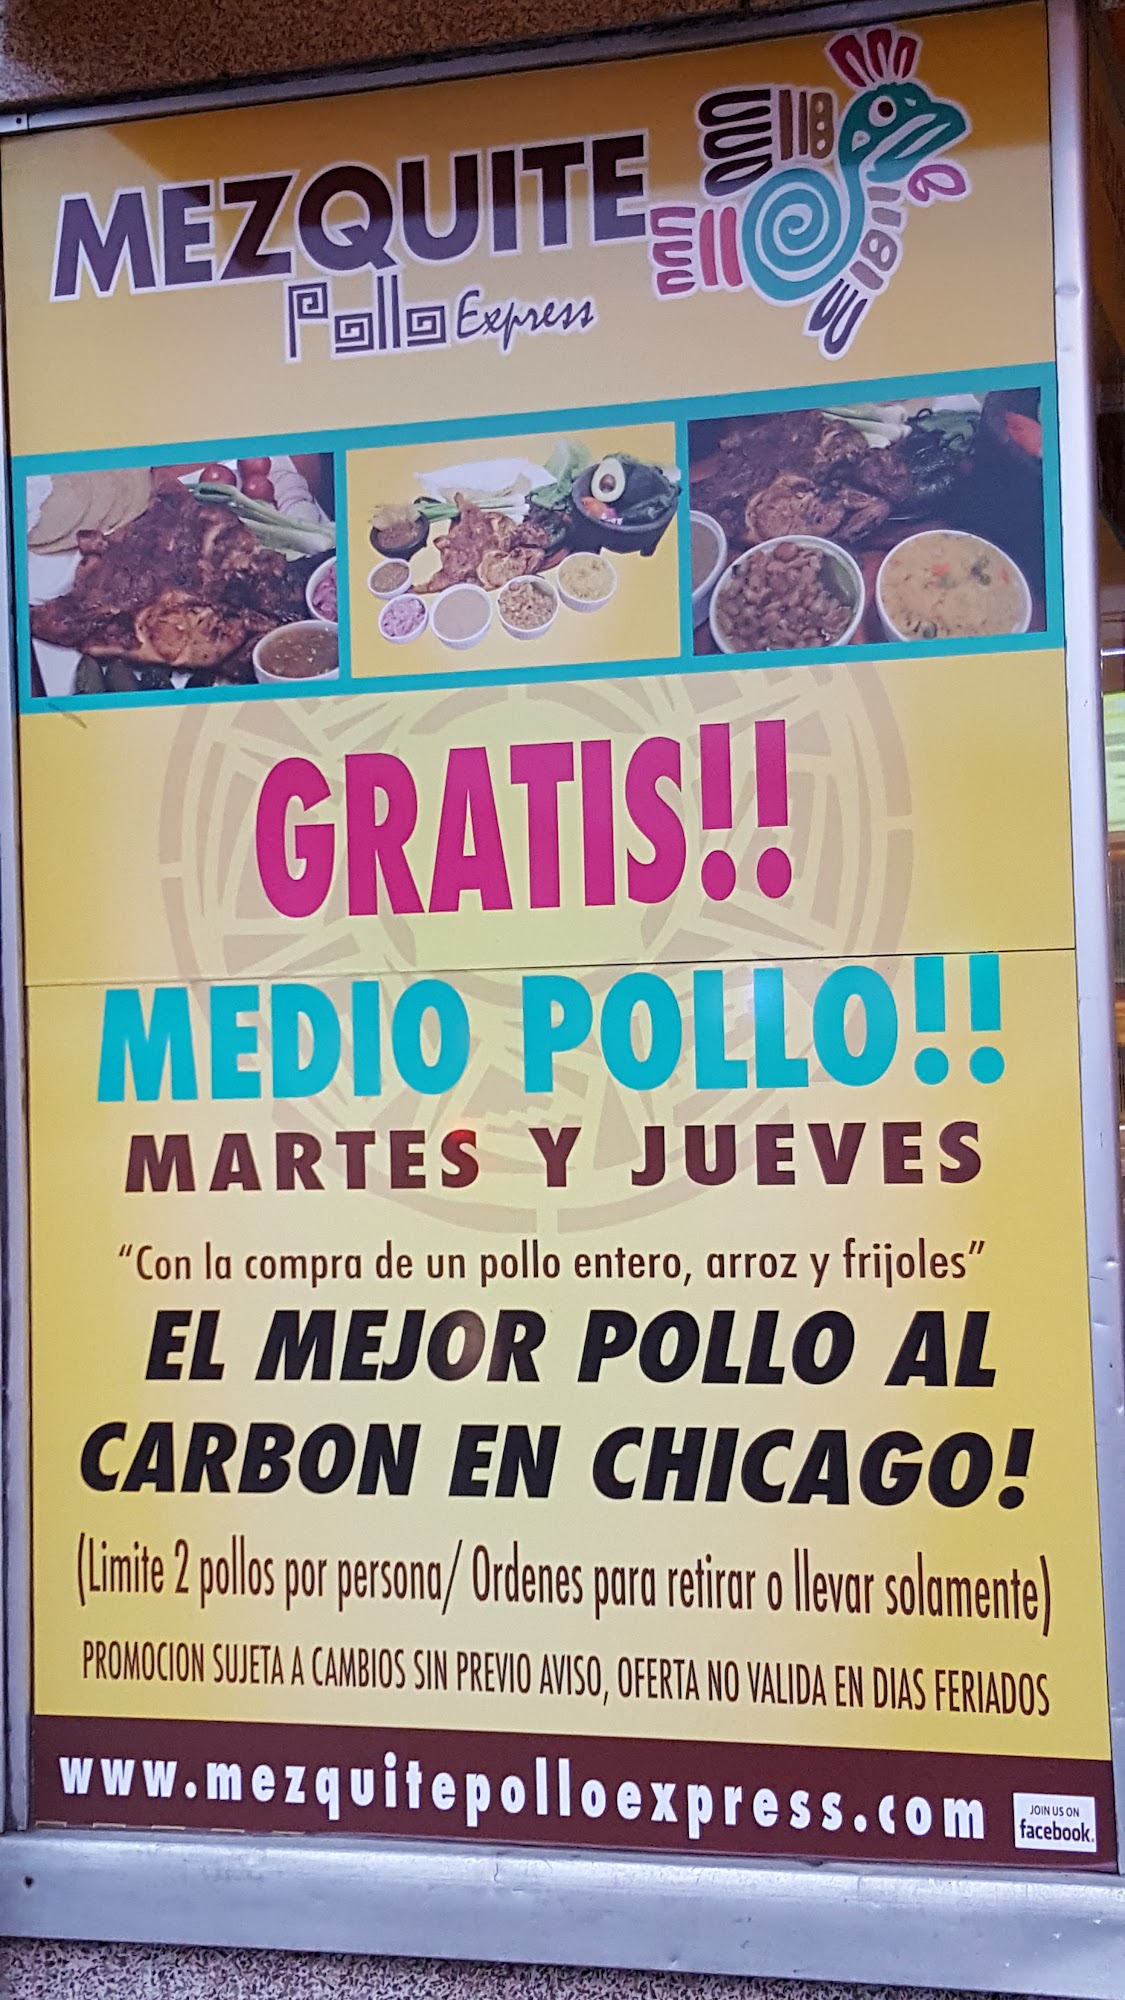 MEZQUITE
Pollo Express
GRATIS!!
MEDIO POLLO!!
MARTES Y JUEVES
“Con la compra de un pollo entero, arroz y frijoles”
EL MEJOR POLLO AL
CARBON EN CHICAGO!
(Limite 2 pollos por persona/ Ordenes para retirar o llevar solamente)
PROMOCION SUJETA A CAMBIOS SIN PREVIO AVISO, OFERTA NO VALIDA EN DIAS FERIADOS
www.mezquitepolloexpress.com
JOIN US ON
facebook.